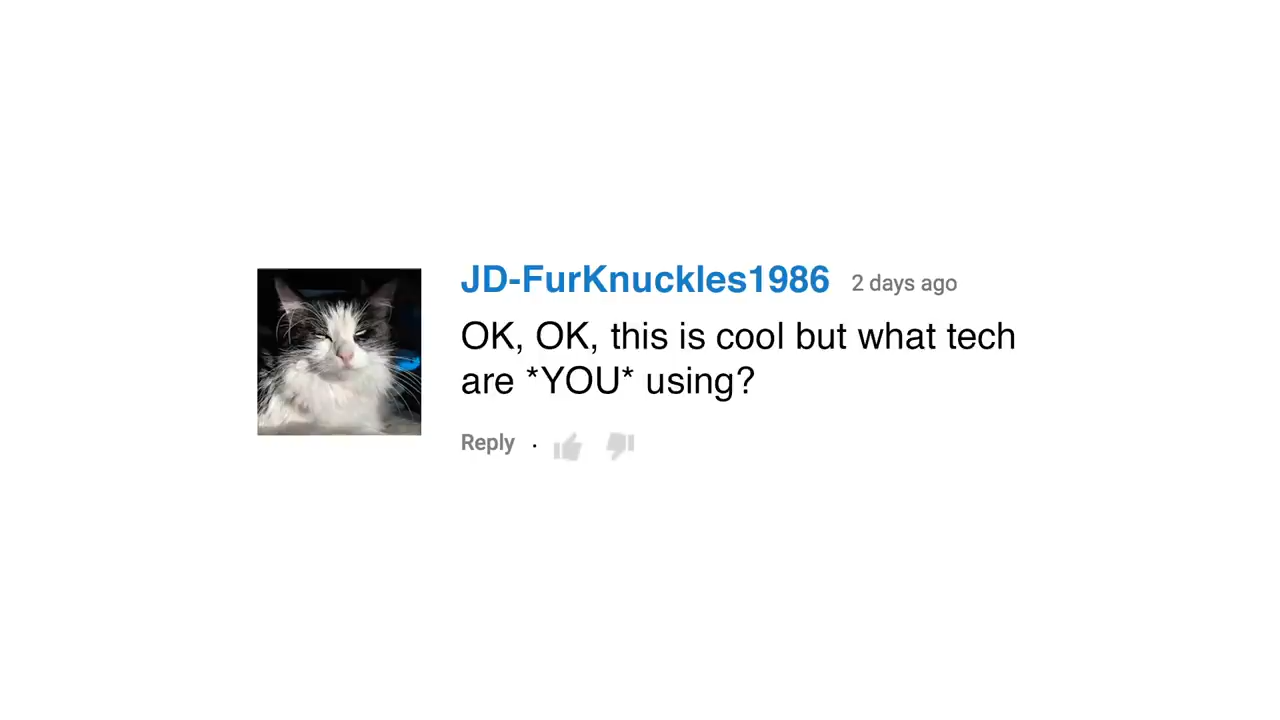 JD-FurKnuckles1986 2 days ago
OK, OK, this is cool but what tech
are *YOU* using?
Reply ·